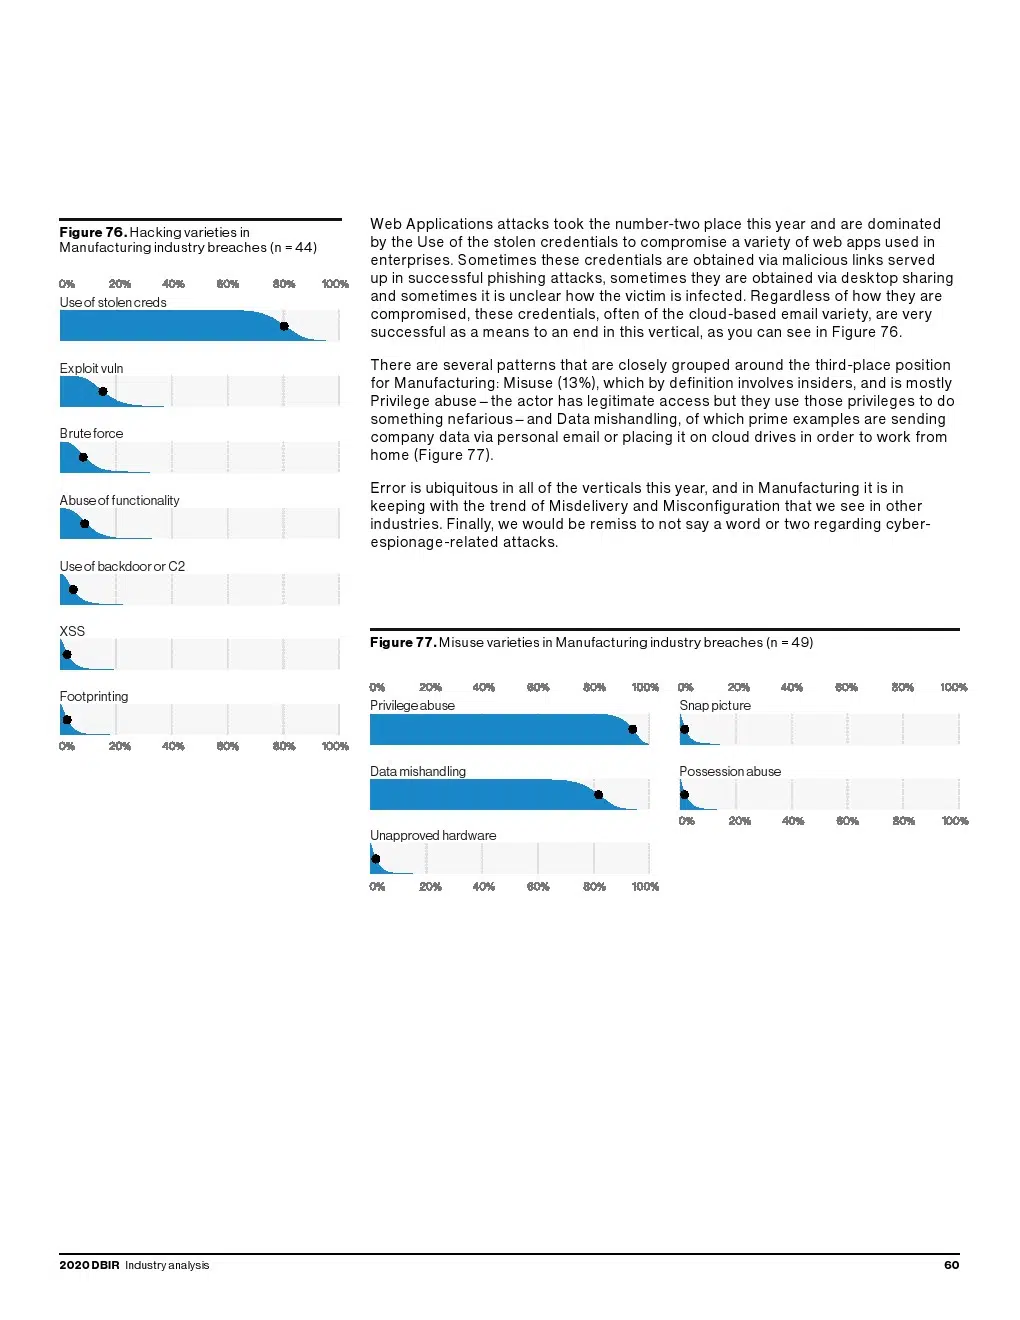 Figure 76. Hacking varieties in
Manufacturing industry breaches (n = 44)
0% 20% 40% 60% 80% 100%
Use of stolen creds
Exploit vuln
Brute force
Abuse of functionality
Use of backdoor or C2
XSS
Footprinting
0% 20% 40% 60% 80% 100%
Web Applications attacks took the number-two place this year and are dominated
by the Use of the stolen credentials to compromise a variety of web apps used in
enterprises. Sometimes these credentials are obtained via malicious links served
up in successful phishing attacks, sometimes they are obtained via desktop sharing
and sometimes it is unclear how the victim is infected. Regardless of how they are
compromised, these credentials, often of the cloud-based email variety, are very
successful as a means to an end in this vertical, as you can see in Figure 76.
There are several patterns that are closely grouped around the third-place position
for Manufacturing: Misuse (13%), which by definition involves insiders, and is mostly
Privilege abuse – the actor has legitimate access but they use those privileges to do
something nefarious – and Data mishandling, of which prime examples are sending
company data via personal email or placing it on cloud drives in order to work from
home (Figure 77).
Error is ubiquitous in all of the verticals this year, and in Manufacturing it is in
keeping with the trend of Misdelivery and Misconfiguration that we see in other
industries. Finally, we would be remiss to not say a word or two regarding cyber-
espionage-related attacks.
Figure 77. Misuse varieties in Manufacturing industry breaches (n = 49)
0% 20% 40% 60% 80% 100%
Privilege abuse
Data mishandling
Unapproved hardware
0% 20% 40% 60% 80% 100%
0% 20% 40% 60% 80% 100%
Snap picture
Possession abuse
0% 20% 40% 60% 80% 100%
2020 DBIR Industry analysis
60